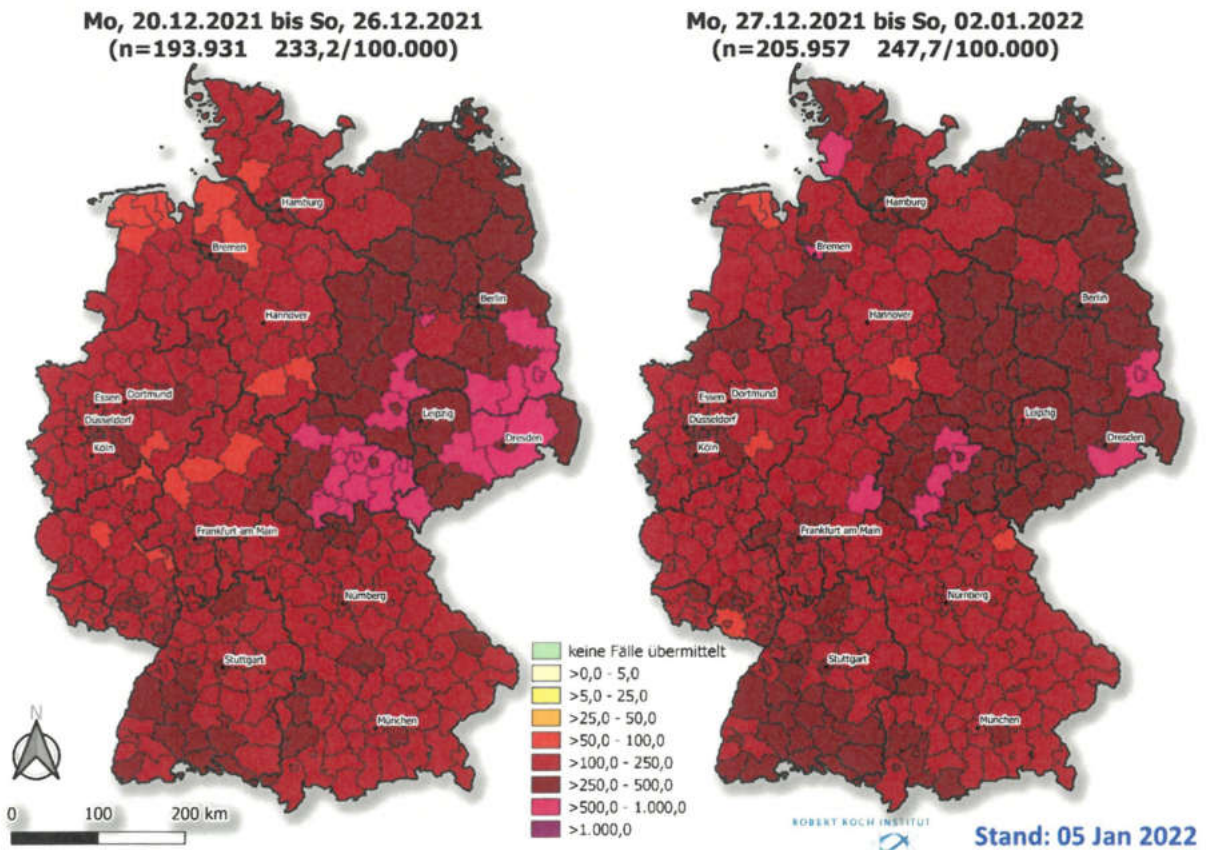 Mo, 20.12.2021 bis So, 26.12.2021
(n=193.931 233,2/100.000)
Mo, 27.12.2021 bis So, 02.01.2022
(n=205.957 247,7/100.000)
Hamburg
Bremen
Berlin
Hannover
Essen
Dortmund
Düsseldorf
Köln
Leipzig
Dresden
Frankfurt am Main
Nürnberg
Stuttgart
München
Hamburg
Bremen
Berlin
Hannover
Essen
Dortmund
Düsseldorf
Köln
Leipzig
Dresden
Frankfurt am Main
Nürnberg
Stuttgart
München
keine Fälle übermittelt
>0,0 - 5,0
>5,0 - 25,0
>25,0 - 50,0
>50,0 - 100,0
>100,0 - 250,0
>250,0 - 500,0
>500,0 - 1.000,0
>1.000,0
N
0 100 200 km
ROBERT KOCH INSTITUT
Stand: 05 Jan 2022